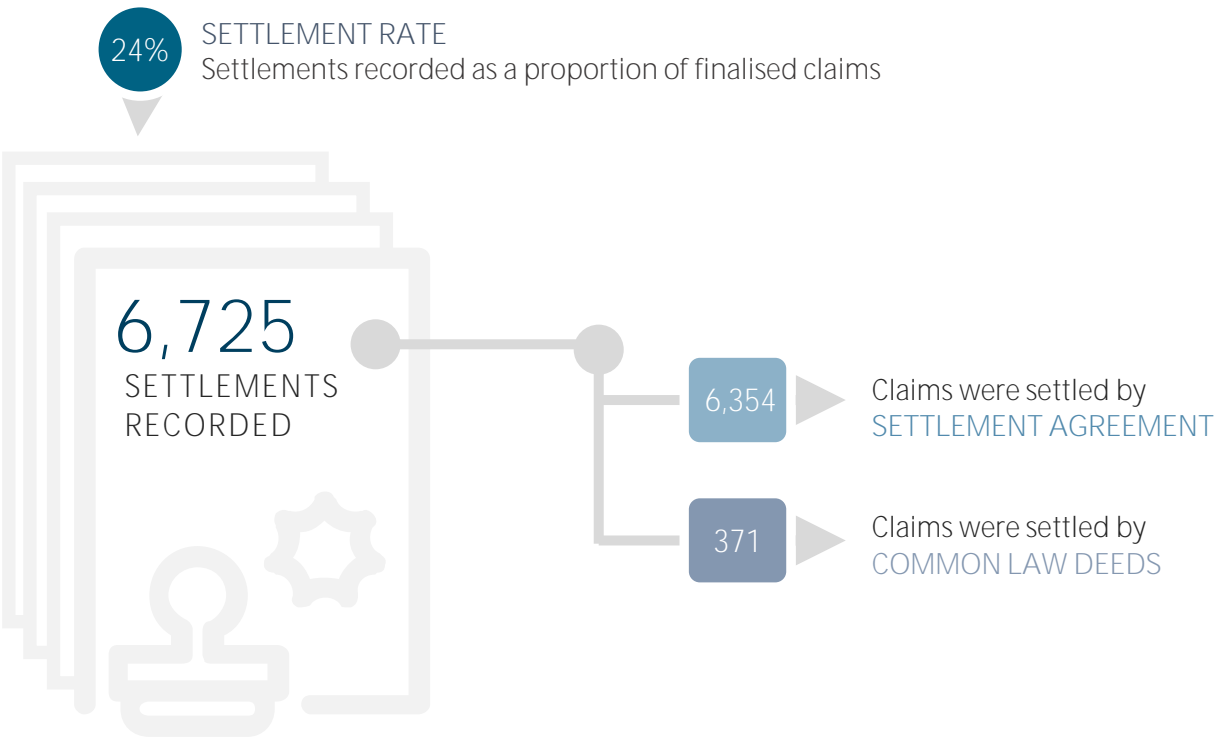 24%
SETTLEMENT RATE
Settlements recorded as a proportion of finalised claims
6,725
SETTLEMENTS
RECORDED
6,354
Claims were settled by
SETTLEMENT AGREEMENT
371
Claims were settled by
COMMON LAW DEEDS